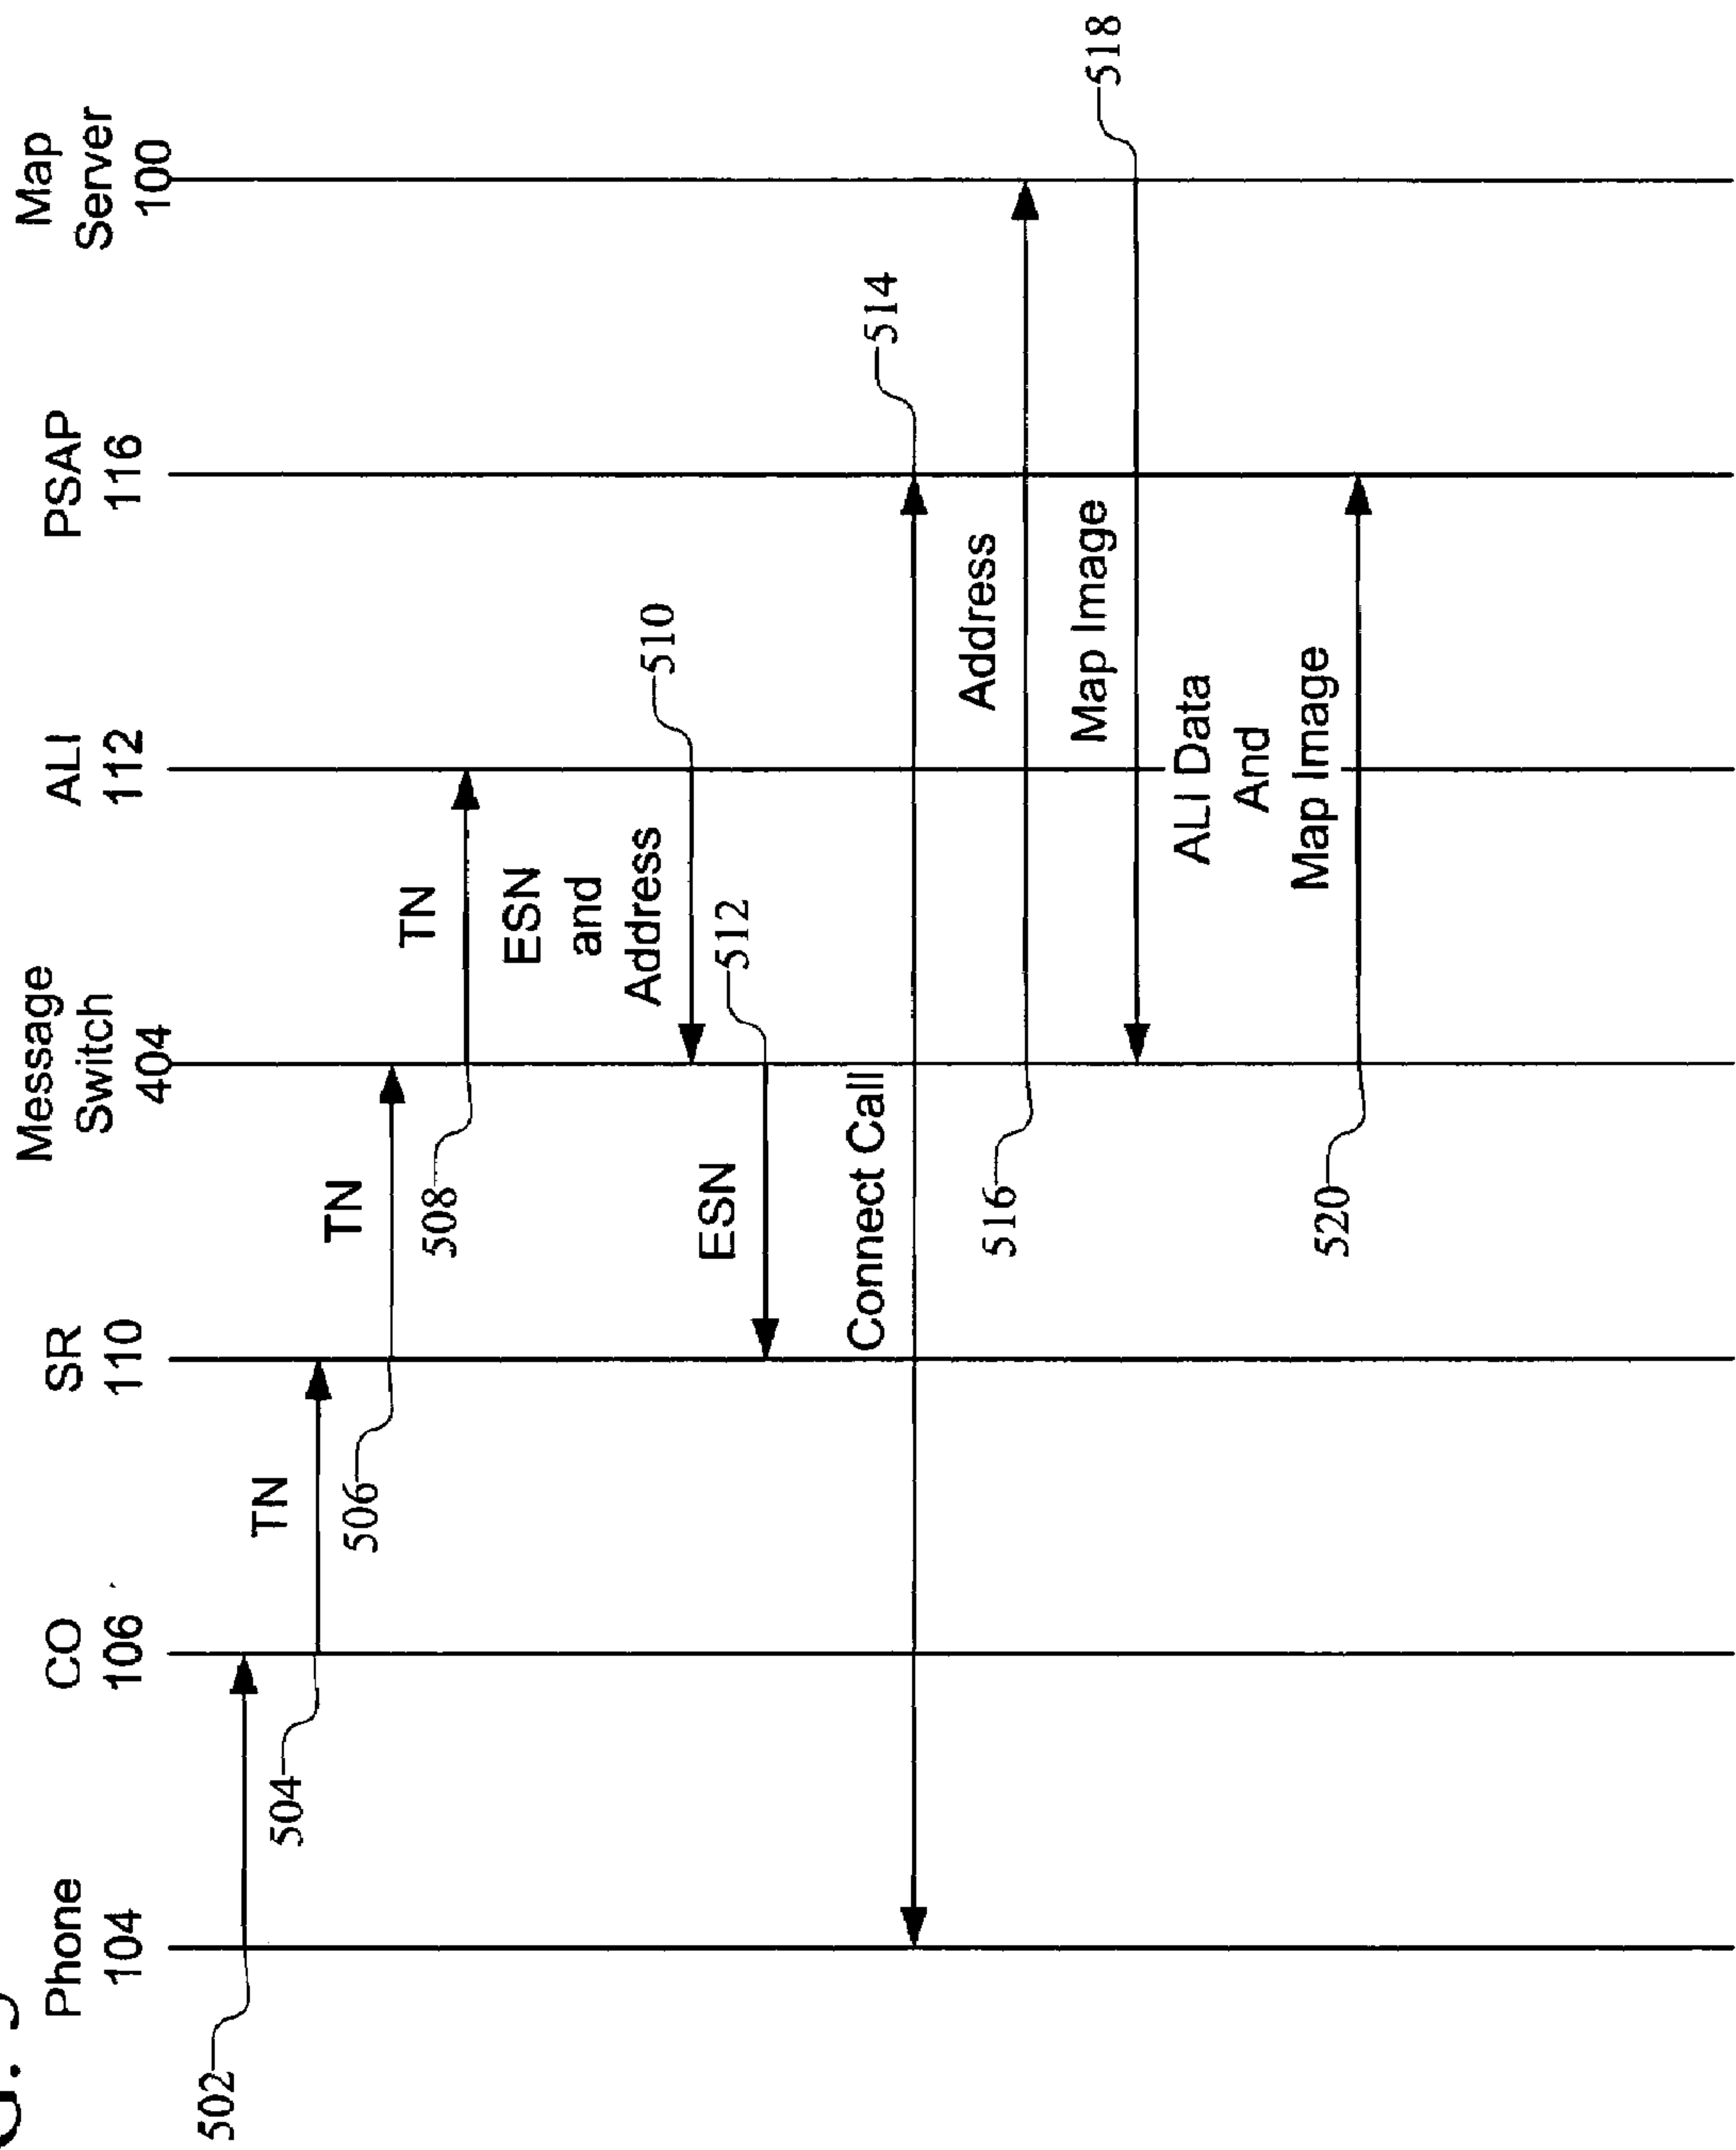 Phone
104
CO
106
SR
110
Message
Switch
404
ALI
112
PSAP
116
Map
Server
100
502
TN
504
TN
506
TN
508
ESN
and
Address
510
ESN
512
Connect Call
514
Address
516
Map Image
518
ALI Data
And
Map Image
520